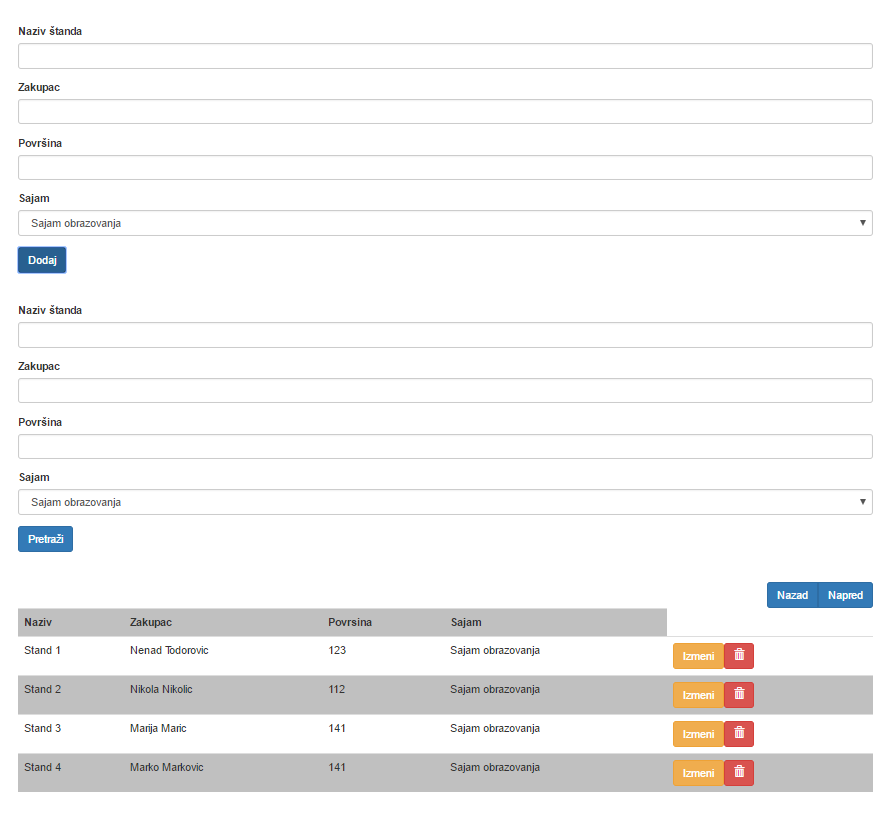 Naziv štanda
Zakupac
Površina
Sajam
Sajam obrazovanja
Dodaj
Naziv štanda
Zakupac
Površina
Sajam
Sajam obrazovanja
Pretraži
Nazad Napred
Naziv Zakupac Povrsina Sajam
Stand 1 Nenad Todorovic 123 Sajam obrazovanja Izmeni
Stand 2 Nikola Nikolic 112 Sajam obrazovanja Izmeni
Stand 3 Marija Maric 141 Sajam obrazovanja Izmeni
Stand 4 Marko Markovic 141 Sajam obrazovanja Izmeni